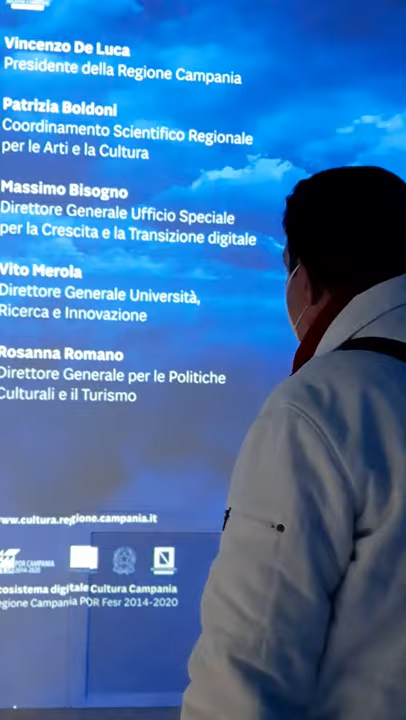 Vincenzo De Luca
Presidente della Regione Campania
Patrizia Boldoni
Coordinamento Scientifico Regionale
per le Arti e la Cultura
Massimo Bisogno
Direttore Generale Ufficio Speciale
per la Crescita e la Transizione digitale
Vito Merola
Direttore Generale Università,
Ricerca e Innovazione
Rosanna Romano
Direttore Generale per le Politiche
Culturali e il Turismo
www.cultura.regione.campania.it
POR CAMPANIA
2014-2020
cosistema digitale Cultura Campania
egione Campania POR Fesr 2014-2020